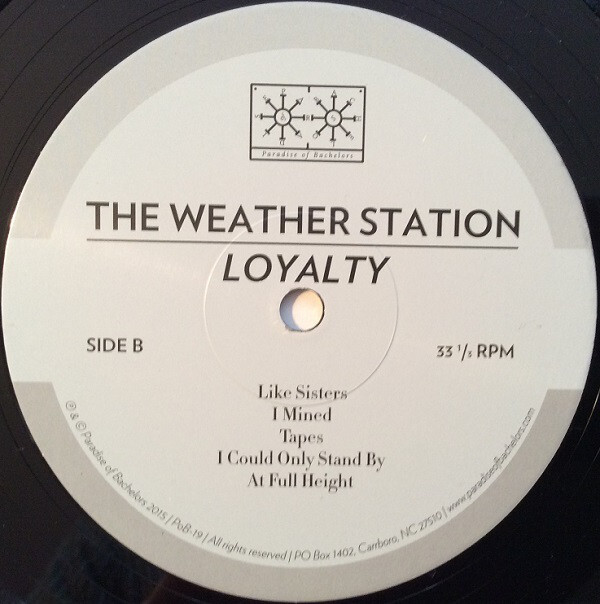 Paradise of Bachelors
THE WEATHER STATION
LOYALTY
SIDE B
33 1/3 RPM
Like Sisters
I Mined
Tapes
I Could Only Stand By
At Full Height
℗ & © Paradise of Bachelors 2015 | PoB-19 | All rights reserved | PO Box 1402, Carrboro, NC 27510 | www.paradiseofbachelors.com